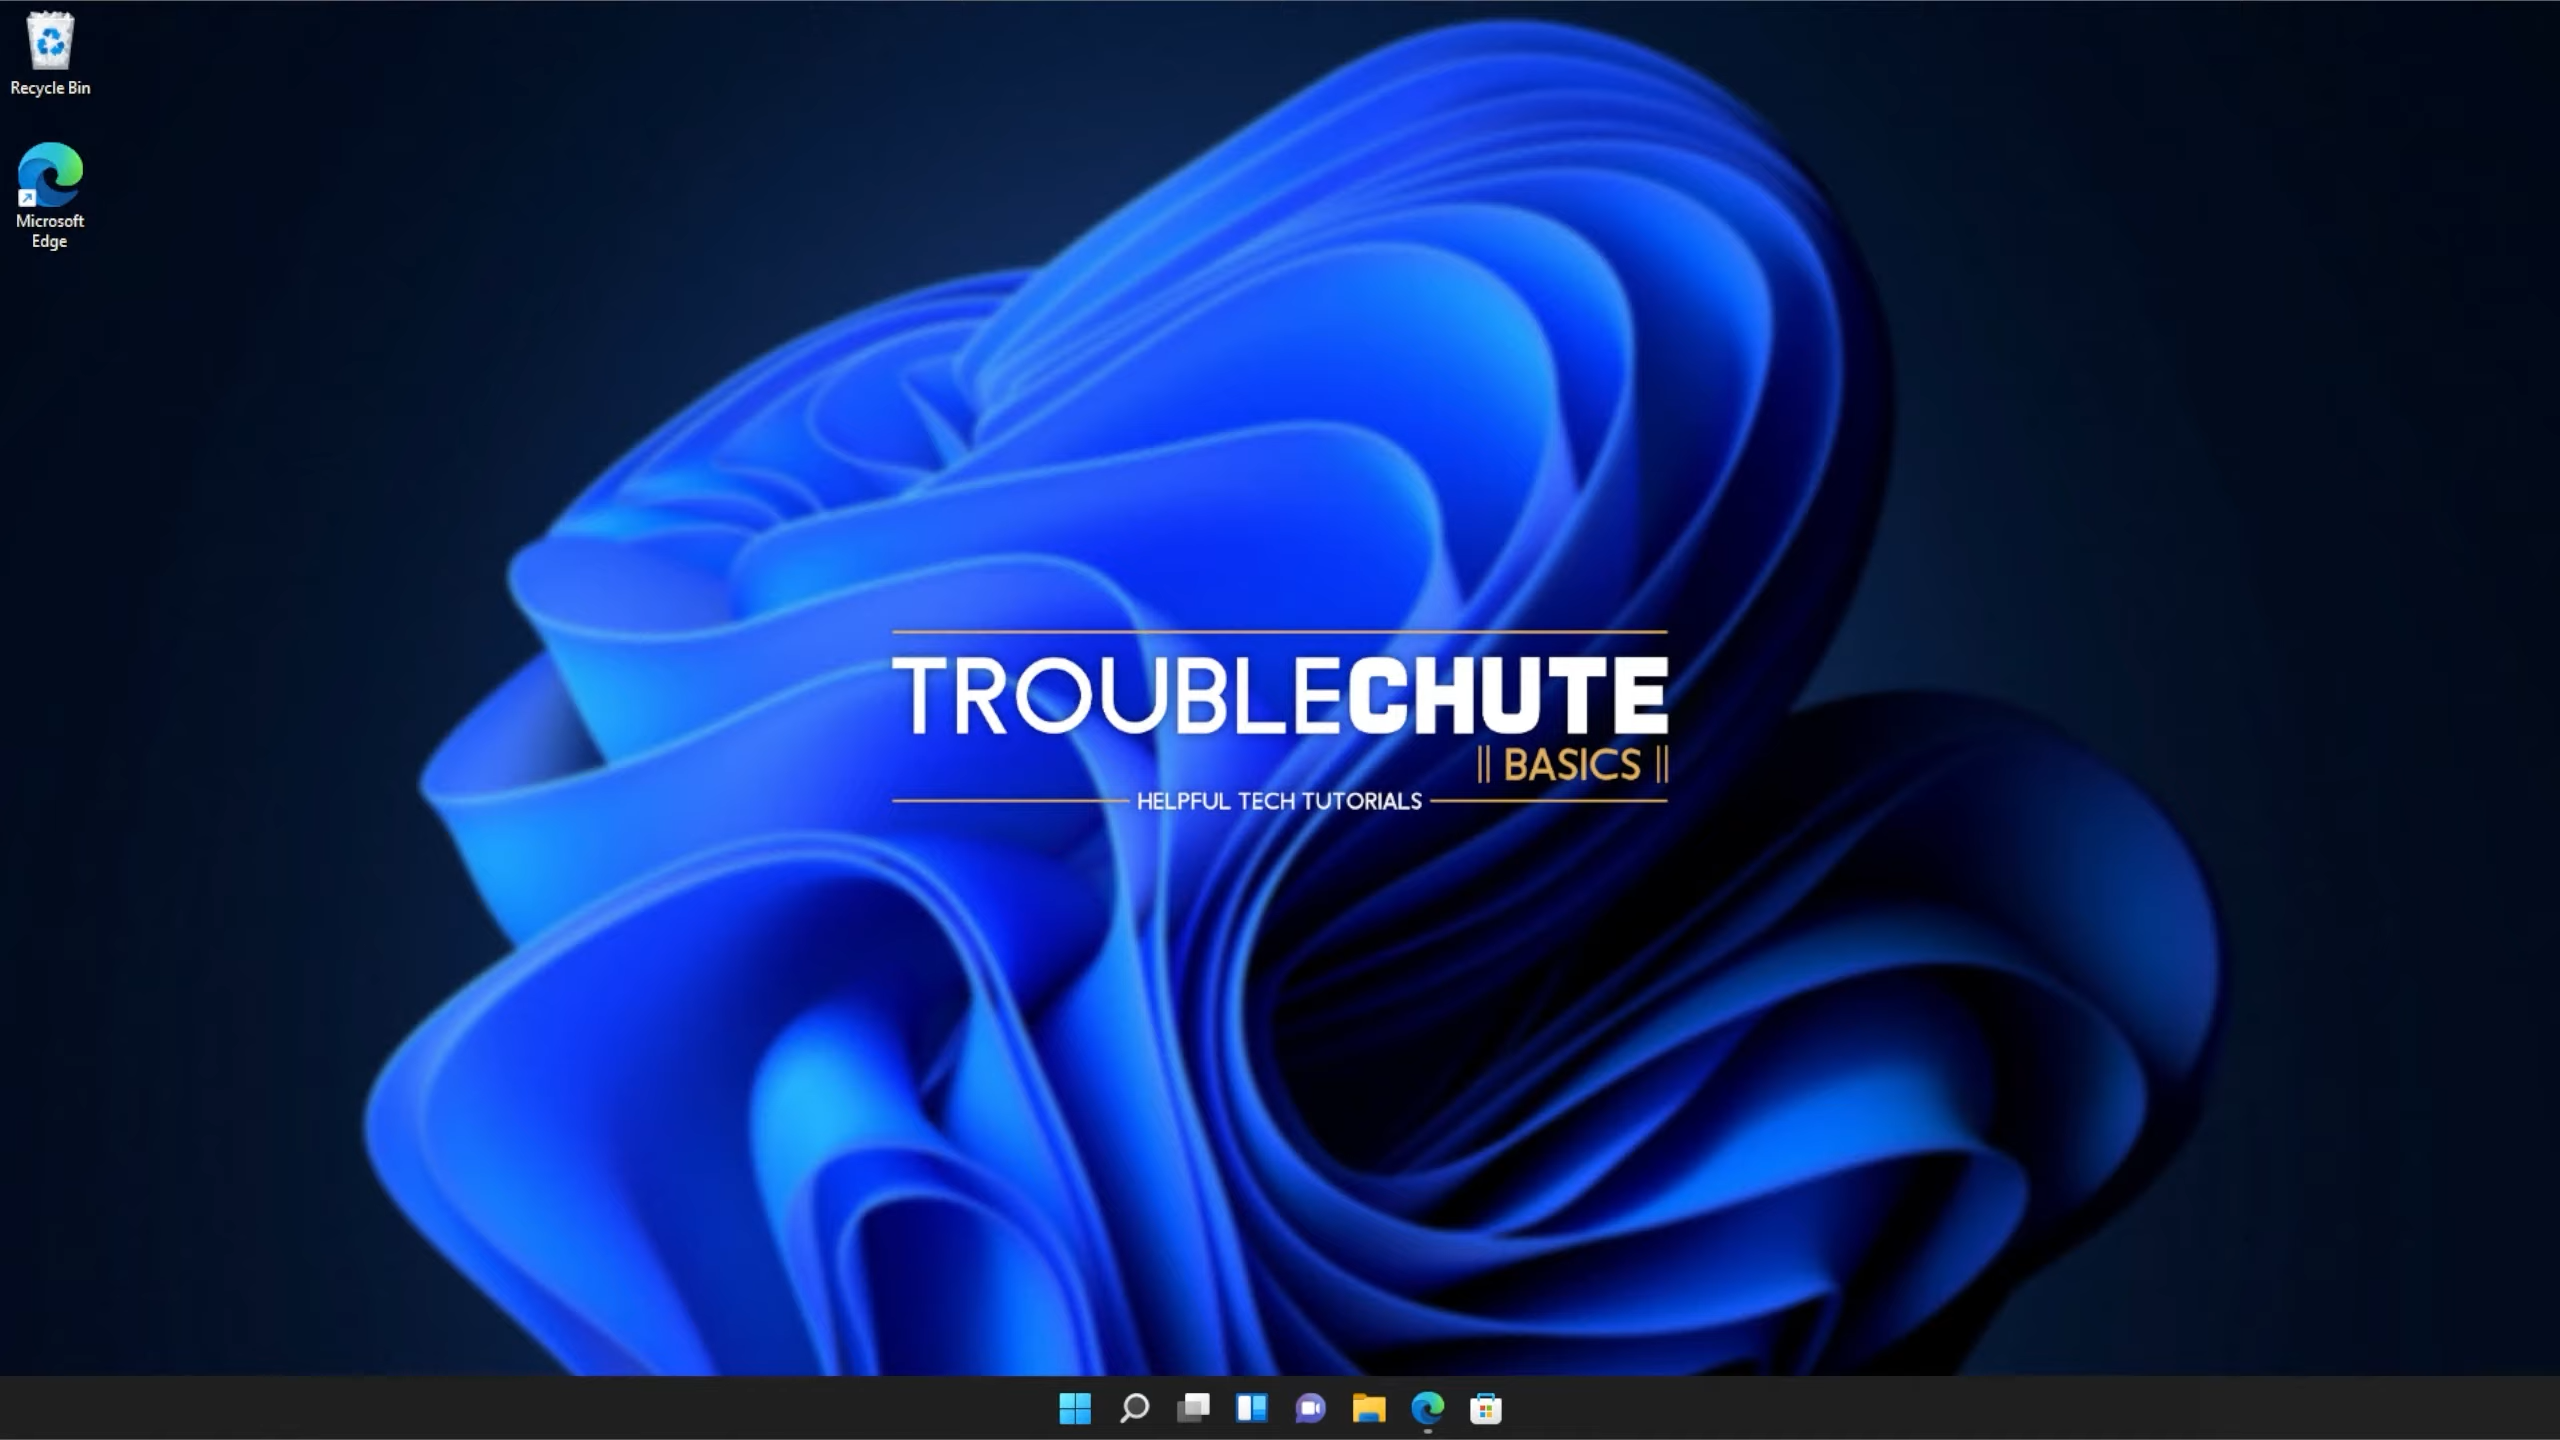 Recycle Bin
Microsoft
Edge
TROUBLECHUTE
|| BASICS ||
HELPFUL TECH TUTORIALS